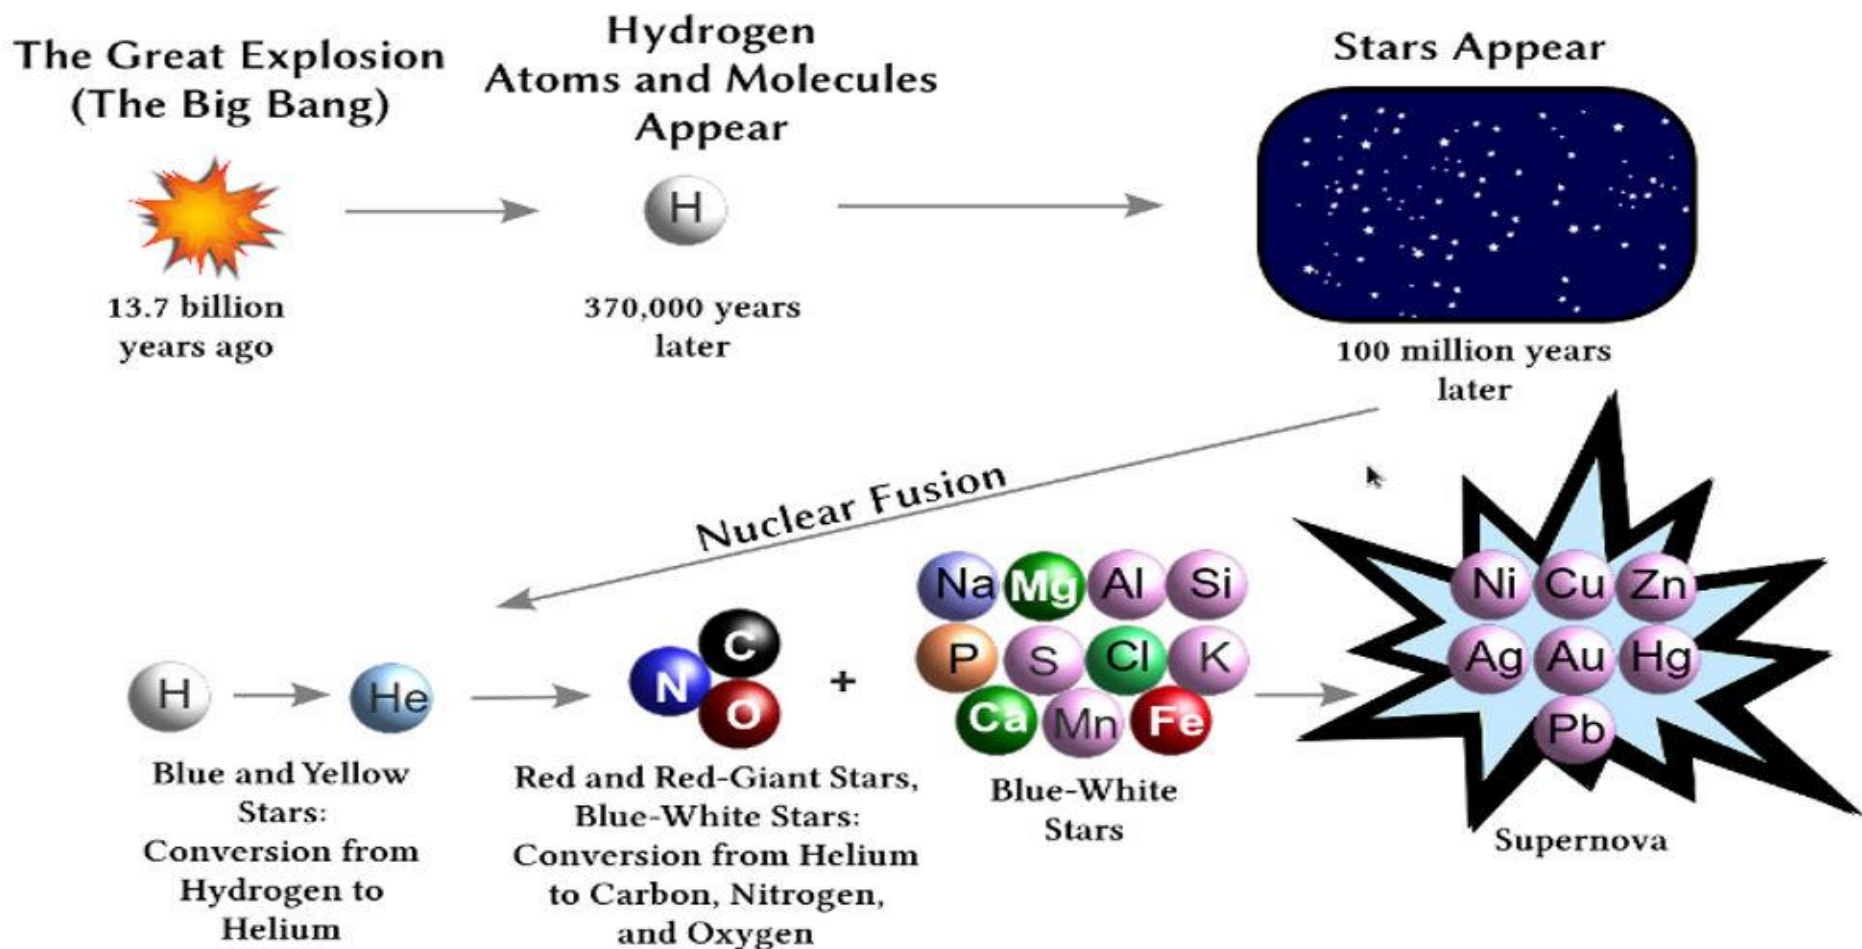 The Great Explosion
(The Big Bang)
13.7 billion
years ago
Hydrogen
Atoms and Molecules
Appear
H
370,000 years
later
Stars Appear
100 million years
later
Nuclear Fusion
H
He
Blue and Yellow
Stars:
Conversion from
Hydrogen to
Helium
C
N
O
Red and Red-Giant Stars,
Blue-White Stars:
Conversion from Helium
to Carbon, Nitrogen,
and Oxygen
+
Na Mg Al Si
P S Cl K
Ca Mn Fe
Blue-White
Stars
Ni Cu Zn
Ag Au Hg
Pb
Supernova